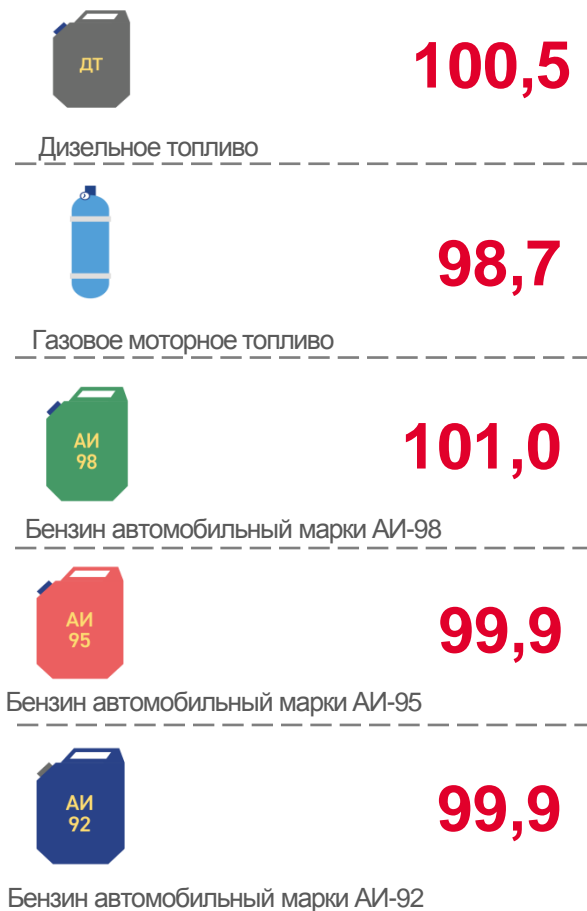 ДТ
100,5
Дизельное топливо
98,7
Газовое моторное топливо
АИ
98
101,0
Бензин автомобильный марки АИ-98
АИ
95
99,9
Бензин автомобильный марки АИ-95
АИ
92
99,9
Бензин автомобильный марки АИ-92